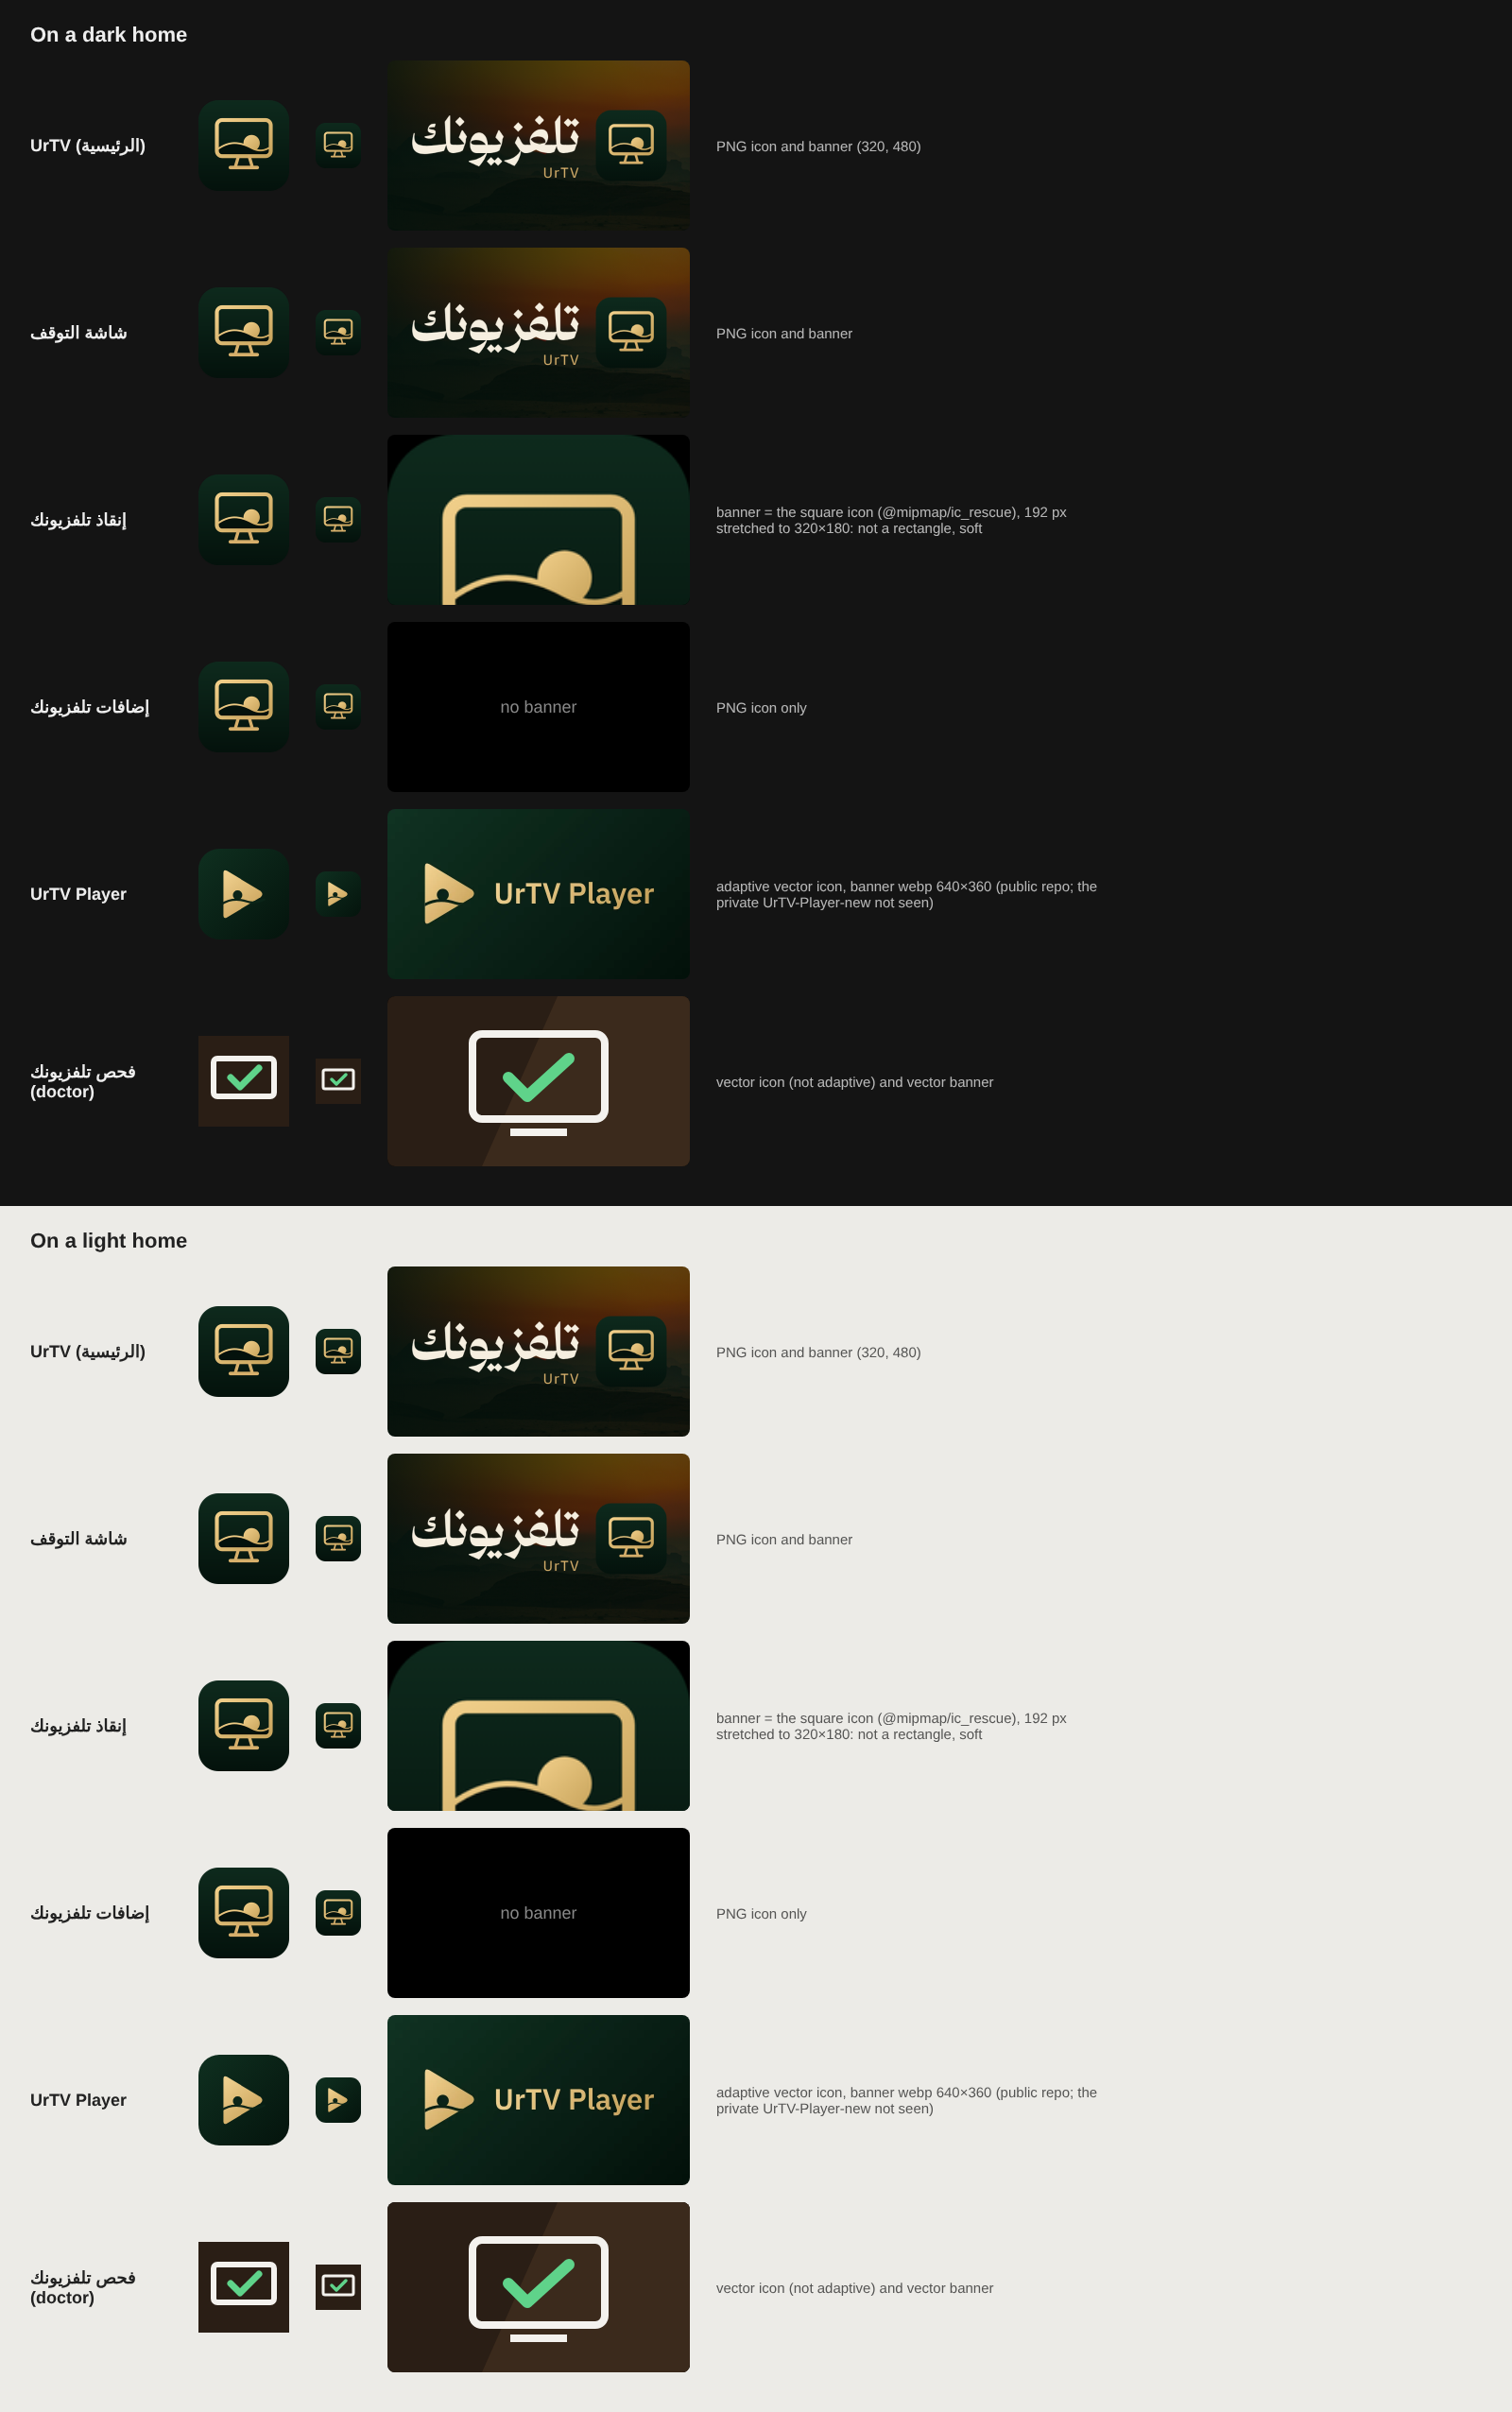 On a dark home
UrTV (الرئيسية)
تلفزيونك
UrTV
PNG icon and banner (320, 480)
شاشة التوقف
تلفزيونك
UrTV
PNG icon and banner
إنقاذ تلفزيونك
banner = the square icon (@mipmap/ic_rescue), 192 px
stretched to 320×180: not a rectangle, soft
إضافات تلفزيونك
no banner
PNG icon only
UrTV Player
UrTV Player
adaptive vector icon, banner webp 640×360 (public repo; the
private UrTV-Player-new not seen)
فحص تلفزيونك
(doctor)
vector icon (not adaptive) and vector banner
On a light home
UrTV (الرئيسية)
تلفزيونك
UrTV
PNG icon and banner (320, 480)
شاشة التوقف
تلفزيونك
UrTV
PNG icon and banner
إنقاذ تلفزيونك
banner = the square icon (@mipmap/ic_rescue), 192 px
stretched to 320×180: not a rectangle, soft
إضافات تلفزيونك
no banner
PNG icon only
UrTV Player
UrTV Player
adaptive vector icon, banner webp 640×360 (public repo; the
private UrTV-Player-new not seen)
فحص تلفزيونك
(doctor)
vector icon (not adaptive) and vector banner